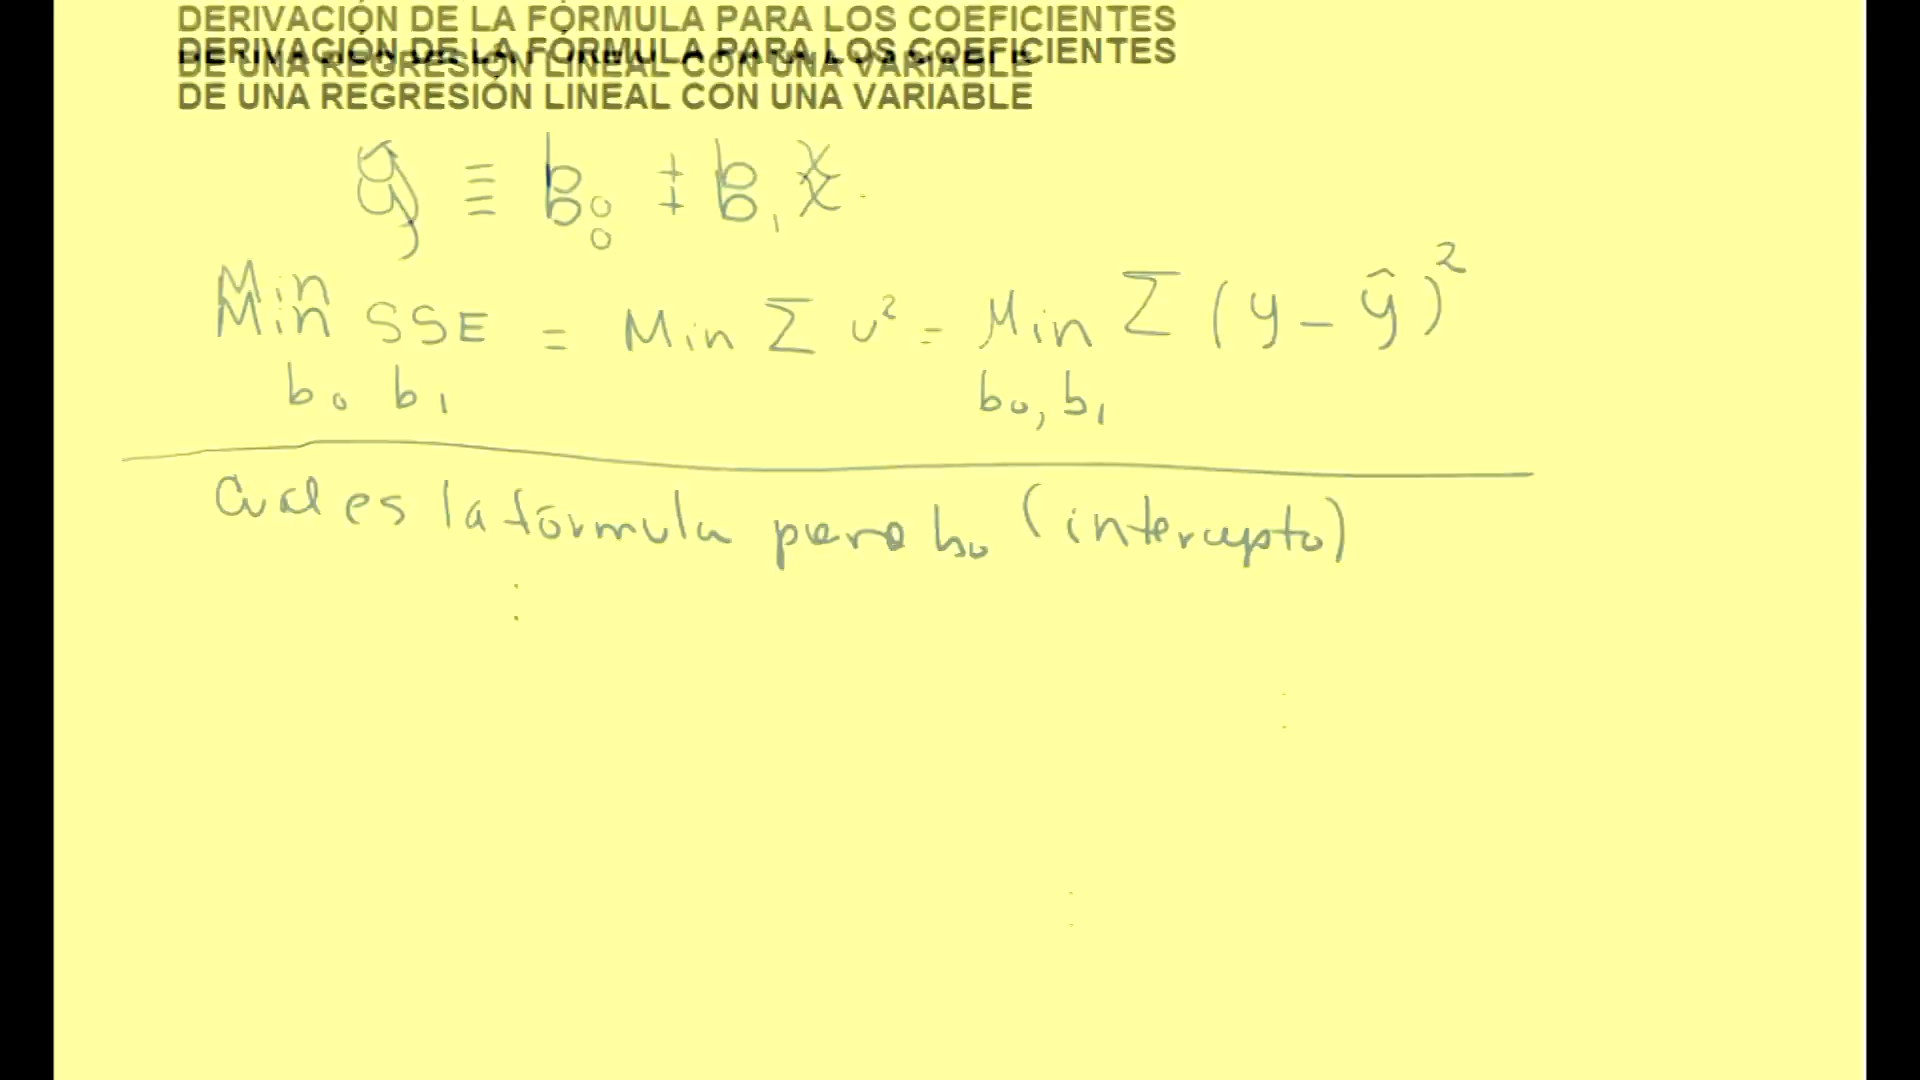 DERIVACIÓN DE LA FÓRMULA PARA LOS COEFICIENTES
DE UNA REGRESIÓN LINEAL CON UNA VARIABLE
ŷ = b₀ + b₁x
Min SSE = Min Σ u² = Min Σ (y - ŷ)²
b₀ b₁ b₀, b₁
Cual es la fórmula para b₀ (intercepto)